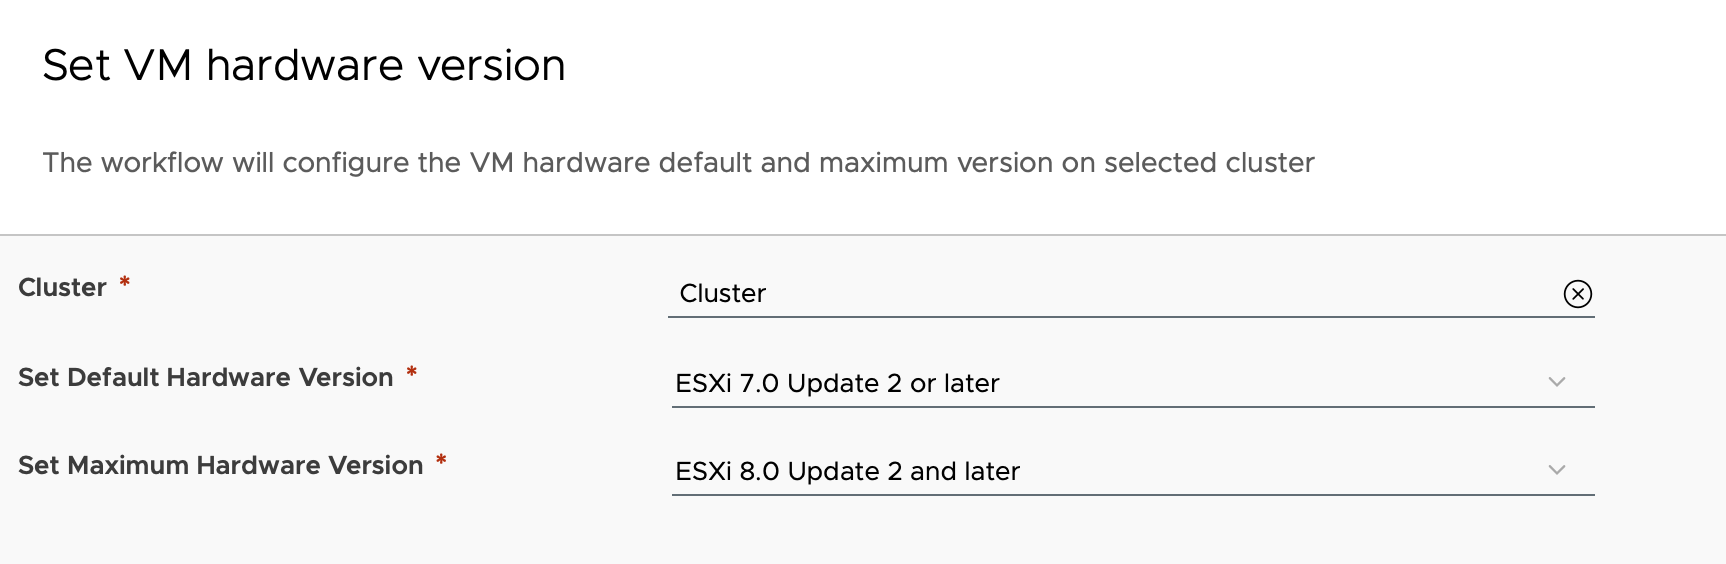 Set VM hardware version
The workflow will configure the VM hardware default and maximum version on selected cluster
Cluster * Cluster
Set Default Hardware Version * ESXi 7.0 Update 2 or later
Set Maximum Hardware Version * ESXi 8.0 Update 2 and later